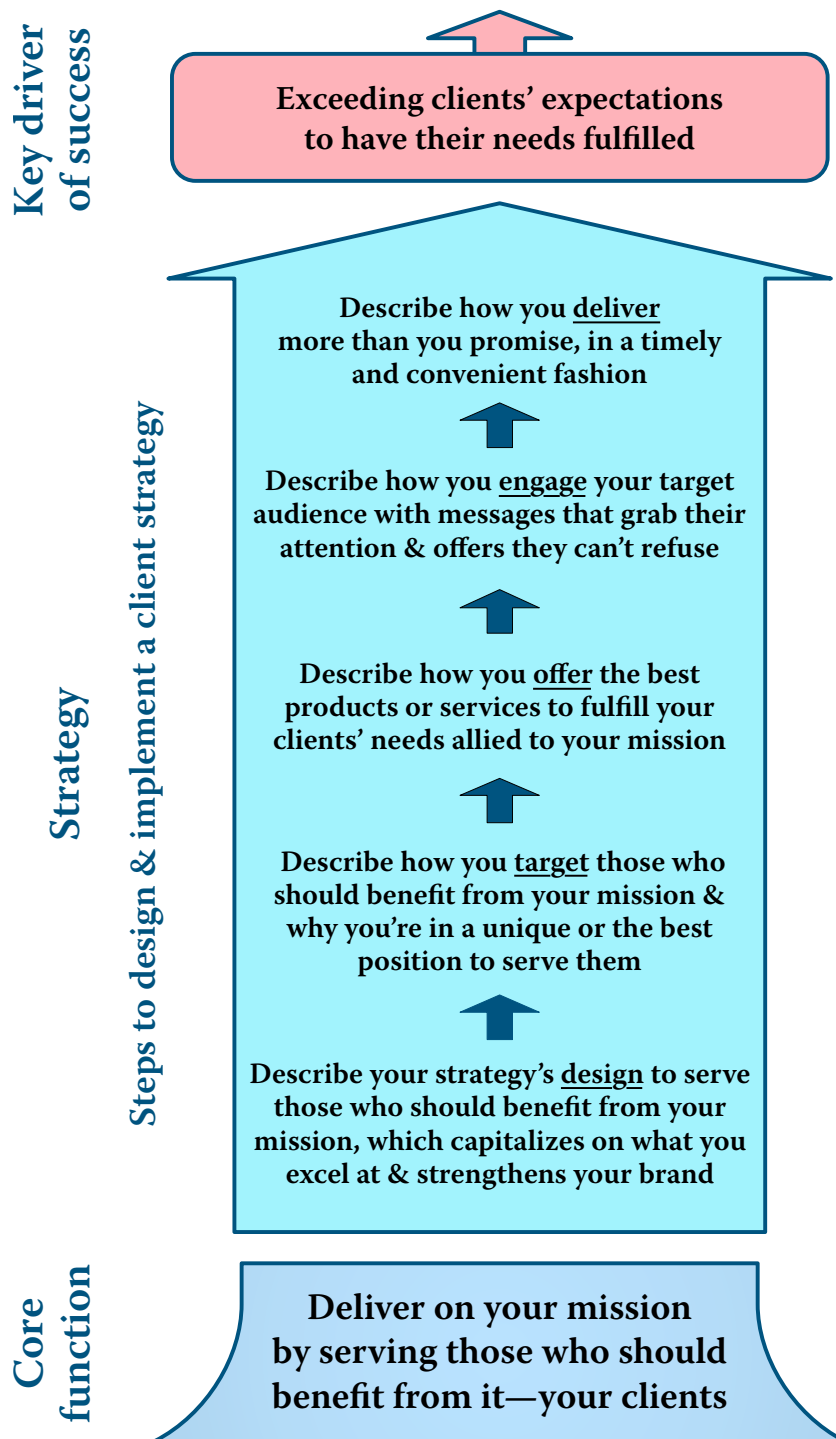 Key driver
of success
Exceeding clients’ expectations
to have their needs fulfilled
Strategy
Steps to design & implement a client strategy
Describe how you deliver
more than you promise, in a timely
and convenient fashion
Describe how you engage your target
audience with messages that grab their
attention & offers they can’t refuse
Describe how you offer the best
products or services to fulfill your
clients’ needs allied to your mission
Describe how you target those who
should benefit from your mission &
why you’re in a unique or the best
position to serve them
Describe your strategy’s design to serve
those who should benefit from your
mission, which capitalizes on what you
excel at & strengthens your brand
Core
function
Deliver on your mission
by serving those who should
benefit from it—your clients